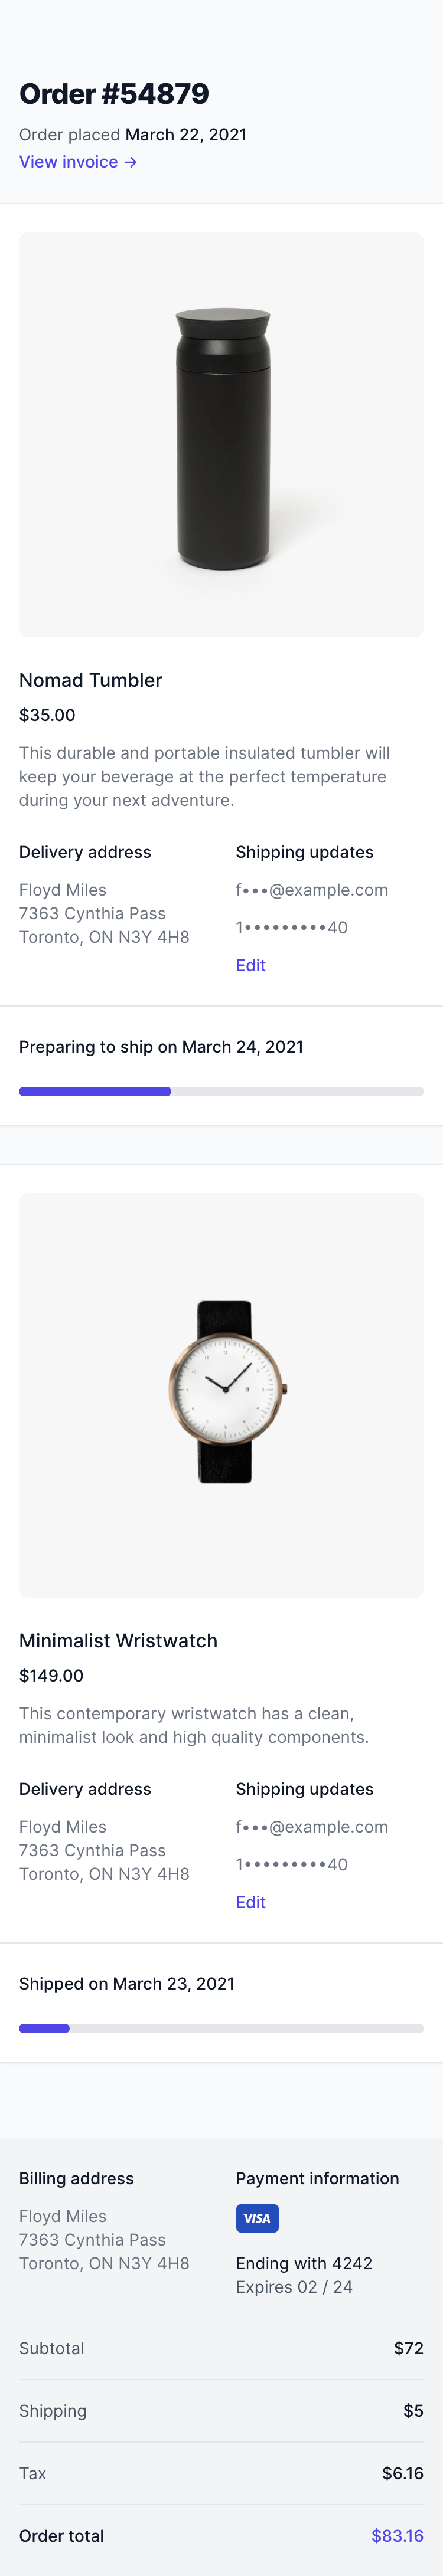 Order #54879
Order placed March 22, 2021
View invoice →
Nomad Tumbler
$35.00
This durable and portable insulated tumbler will
keep your beverage at the perfect temperature
during your next adventure.
Delivery address
Floyd Miles
7363 Cynthia Pass
Toronto, ON N3Y 4H8
Shipping updates
f•••@example.com
1•••••••••40
Edit
Preparing to ship on March 24, 2021
Minimalist Wristwatch
$149.00
This contemporary wristwatch has a clean,
minimalist look and high quality components.
Delivery address
Floyd Miles
7363 Cynthia Pass
Toronto, ON N3Y 4H8
Shipping updates
f•••@example.com
1•••••••••40
Edit
Shipped on March 23, 2021
Billing address
Floyd Miles
7363 Cynthia Pass
Toronto, ON N3Y 4H8
Payment information
VISA
Ending with 4242
Expires 02 / 24
Subtotal $72
Shipping $5
Tax $6.16
Order total $83.16